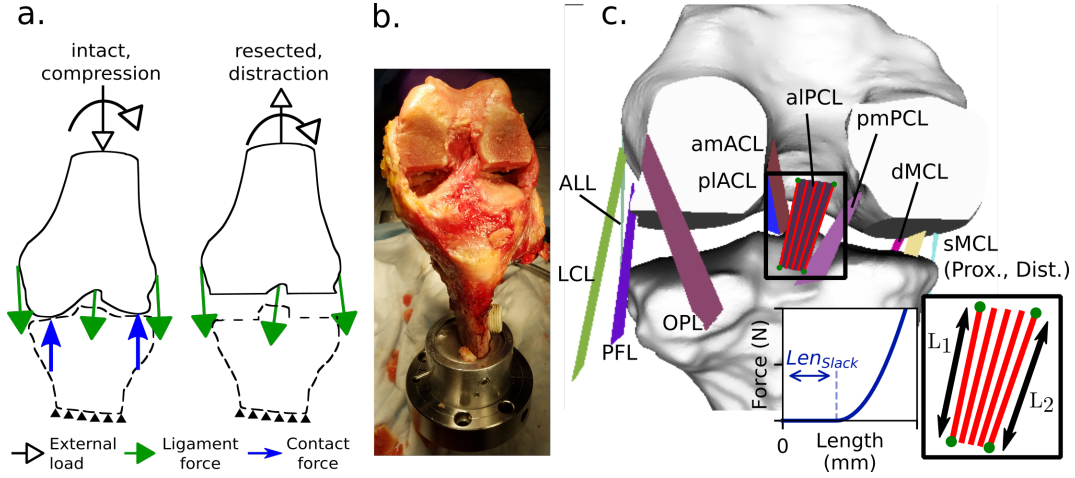 a.
intact,
compression
resected,
distraction
External
load
Ligament
force
Contact
force
b.
c.
alPCL
pmPCL
amACL
plACL
dMCL
ALL
sMCL
(Prox., Dist.)
LCL
OPL
PFL
Force (N)
LenSlack
0
Length
(mm)
L1
L2